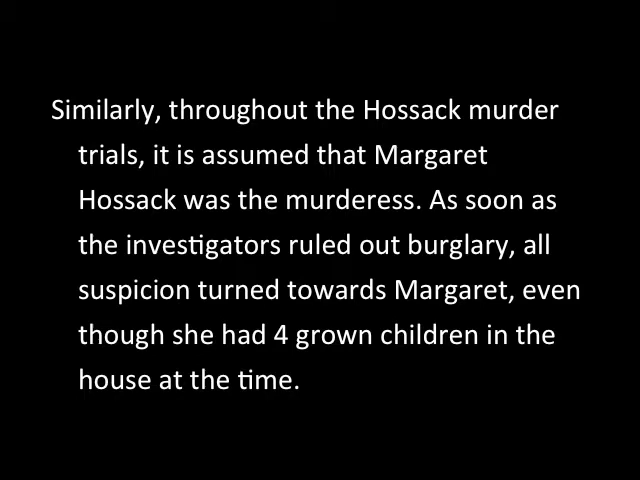 Similarly, throughout the Hossack murder
trials, it is assumed that Margaret
Hossack was the murderess. As soon as
the investigators ruled out burglary, all
suspicion turned towards Margaret, even
though she had 4 grown children in the
house at the time.